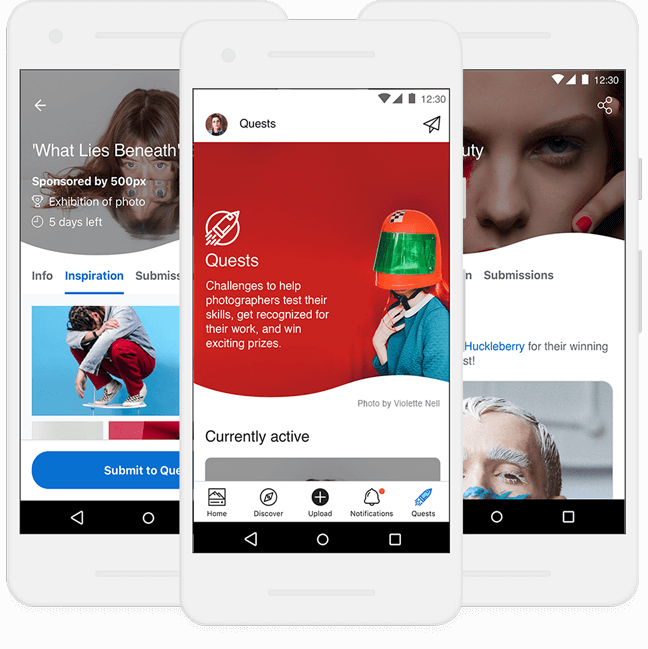 'What Lies Beneath'
Sponsored by 500px
Exhibition of photo
5 days left
Info Inspiration Submiss
Submit to Que
12:30
Quests
Quests
Challenges to help
photographers test their
skills, get recognized for
their work, and win
exciting prizes.
Photo by Violette Nell
Currently active
Home Discover Upload Notifications Quests
12:30
uty
n Submissions
Huckleberry for their winning
st!